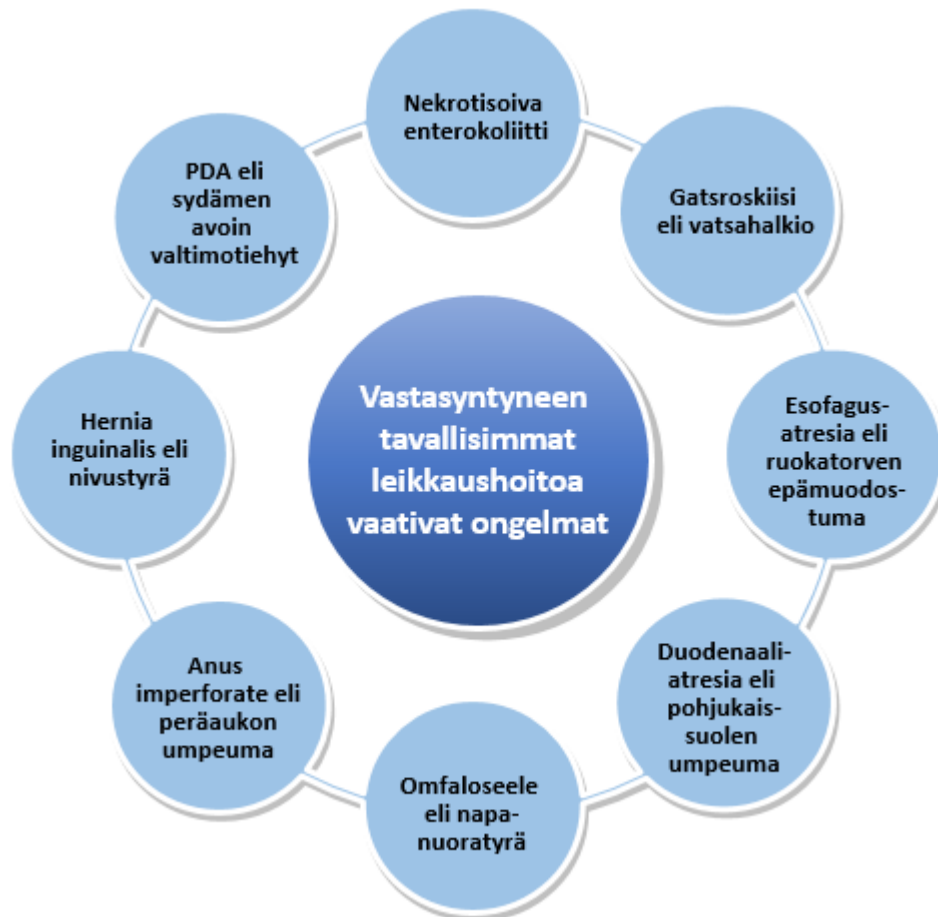 Nekrotisoiva
enterokoliitti
Gatsroskiisi
eli vatsahalkio
Esofagus-
atresia eli
ruokatorven
epämuodos-
tuma
Duodenaali-
atresia eli
pohjukais-
suolen
umpeuma
Omfaloseele
eli napa-
nuoratyrä
Anus
imperforate eli
peräaukon
umpeuma
Hernia
inguinalis eli
nivustyrä
PDA eli
sydämen
avoin
valtimotiehyt
Vastasyntyneen
tavallisimmat
leikkaushoitoa
vaativat ongelmat